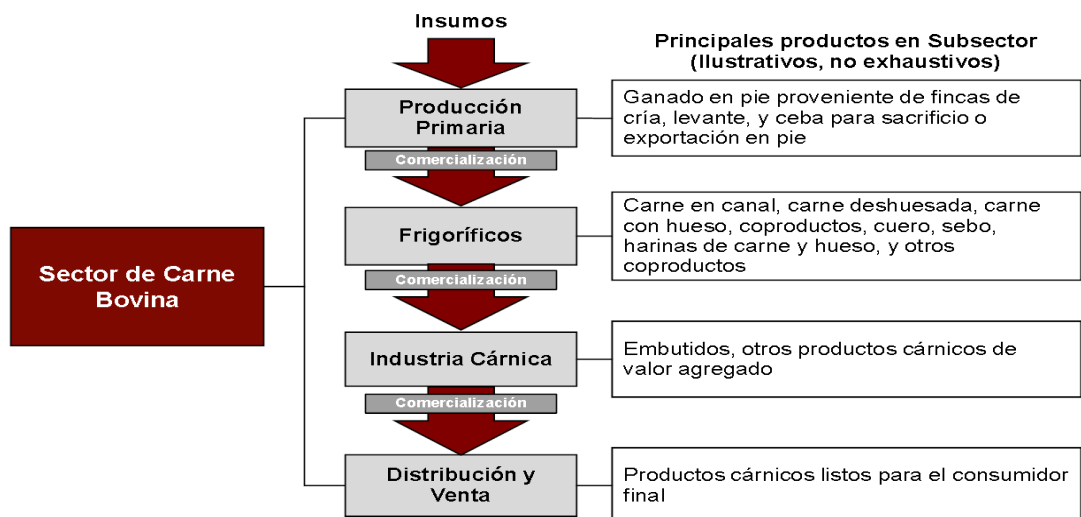 Insumos
Principales productos en Subsector
(Ilustrativos, no exhaustivos)
Producción
Primaria
Ganado en pie proveniente de fincas de
cría, levante, y ceba para sacrificio o
exportación en pie
Comercialización
Frigoríficos
Carne en canal, carne deshuesada, carne
con hueso, coproductos, cuero, sebo,
harinas de carne y hueso, y otros
coproductos
Sector de Carne
Bovina
Comercialización
Industria Cárnica
Embutidos, otros productos cárnicos de
valor agregado
Comercialización
Distribución y
Venta
Productos cárnicos listos para el consumidor
final